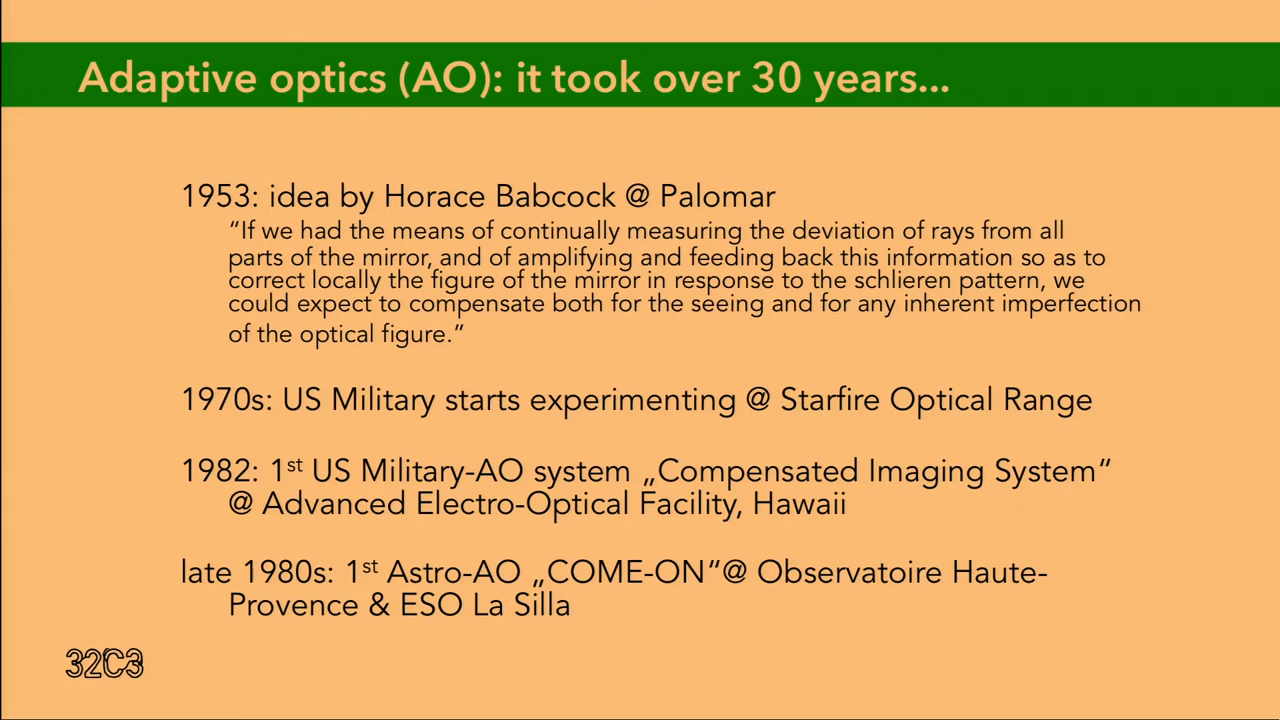 Adaptive optics (AO): it took over 30 years...
1953: idea by Horace Babcock @ Palomar
“If we had the means of continually measuring the deviation of rays from all
parts of the mirror, and of amplifying and feeding back this information so as to
correct locally the figure of the mirror in response to the schlieren pattern, we
could expect to compensate both for the seeing and for any inherent imperfection
of the optical figure.”
1970s: US Military starts experimenting @ Starfire Optical Range
1982: 1st US Military-AO system „Compensated Imaging System“
@ Advanced Electro-Optical Facility, Hawaii
late 1980s: 1st Astro-AO „COME-ON“@ Observatoire Haute-
Provence & ESO La Silla
32C3